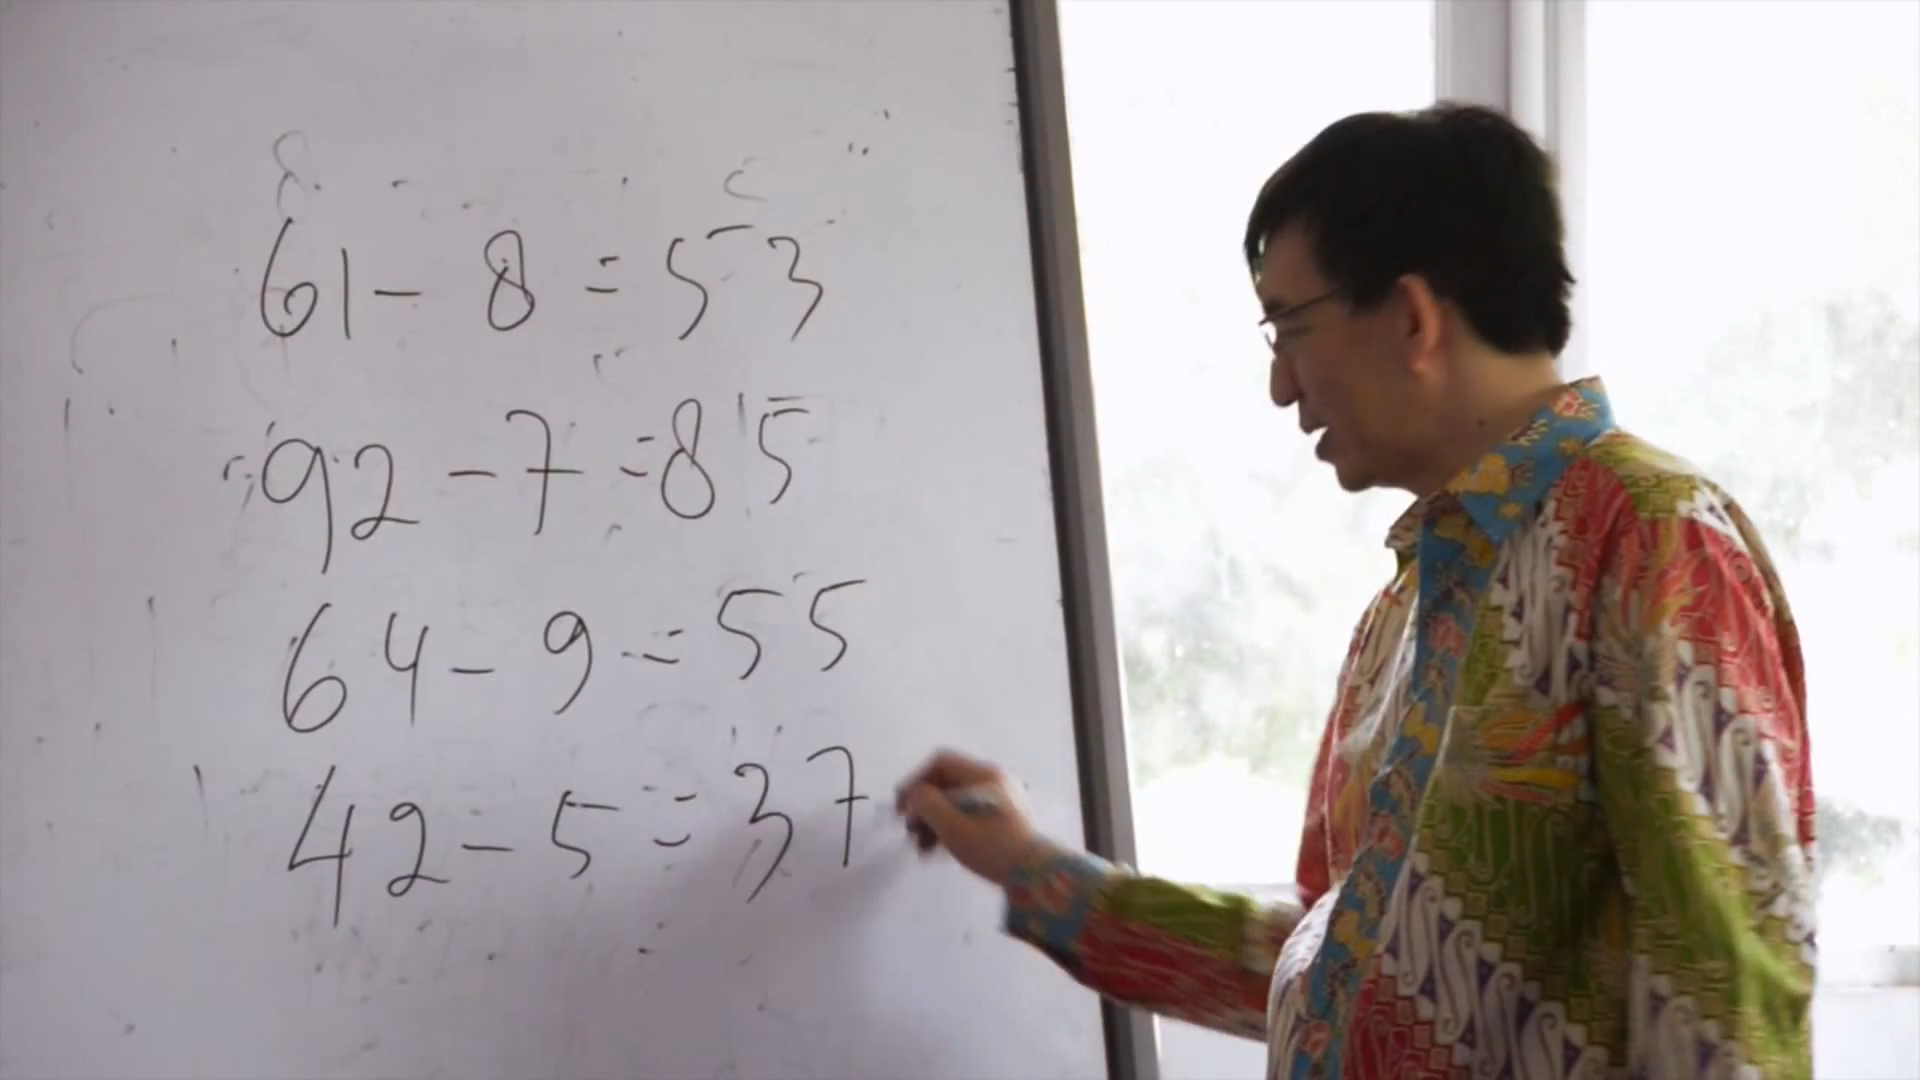 61 - 8 = 53
92 - 7 = 85
64 - 9 = 55
42 - 5 = 37